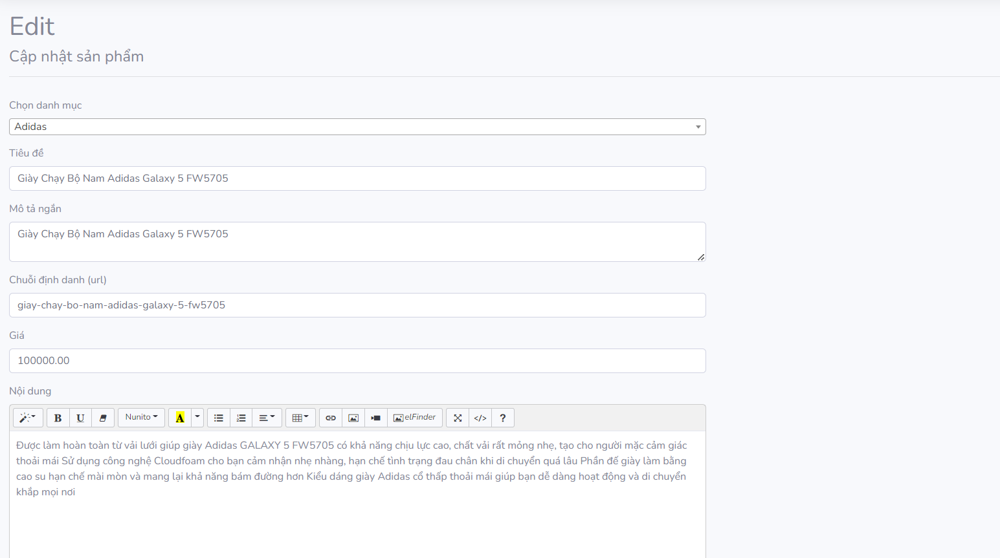 Edit
Cập nhật sản phẩm
Chọn danh mục
Adidas
Tiêu đề
Giày Chạy Bộ Nam Adidas Galaxy 5 FW5705
Mô tả ngắn
Giày Chạy Bộ Nam Adidas Galaxy 5 FW5705
Chuỗi định danh (url)
giay-chay-bo-nam-adidas-galaxy-5-fw5705
Giá
100000.00
Nội dung
B U Nunito A elFinder </> ?
Được làm hoàn toàn từ vải lưới giúp giày Adidas GALAXY 5 FW5705 có khả năng chịu lực cao, chất vải rất mỏng nhẹ, tạo cho người mặc cảm giác
thoải mái Sử dụng công nghệ Cloudfoam cho bạn cảm nhận nhẹ nhàng, hạn chế tình trạng đau chân khi di chuyển quá lâu Phần đế giày làm bằng
cao su hạn chế mài mòn và mang lại khả năng bám đường hơn Kiểu dáng giày Adidas cổ thấp thoải mái giúp bạn dễ dàng hoạt động và di chuyển
khắp mọi nơi